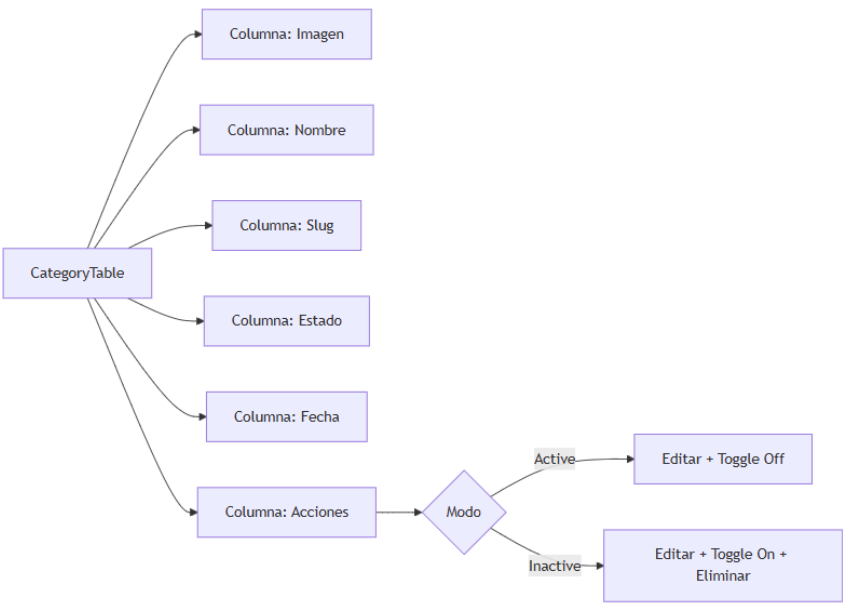 Columna: Imagen
Columna: Nombre
Columna: Slug
CategoryTable
Columna: Estado
Columna: Fecha
Active
Editar + Toggle Off
Columna: Acciones
Modo
Inactive
Editar + Toggle On +
Eliminar